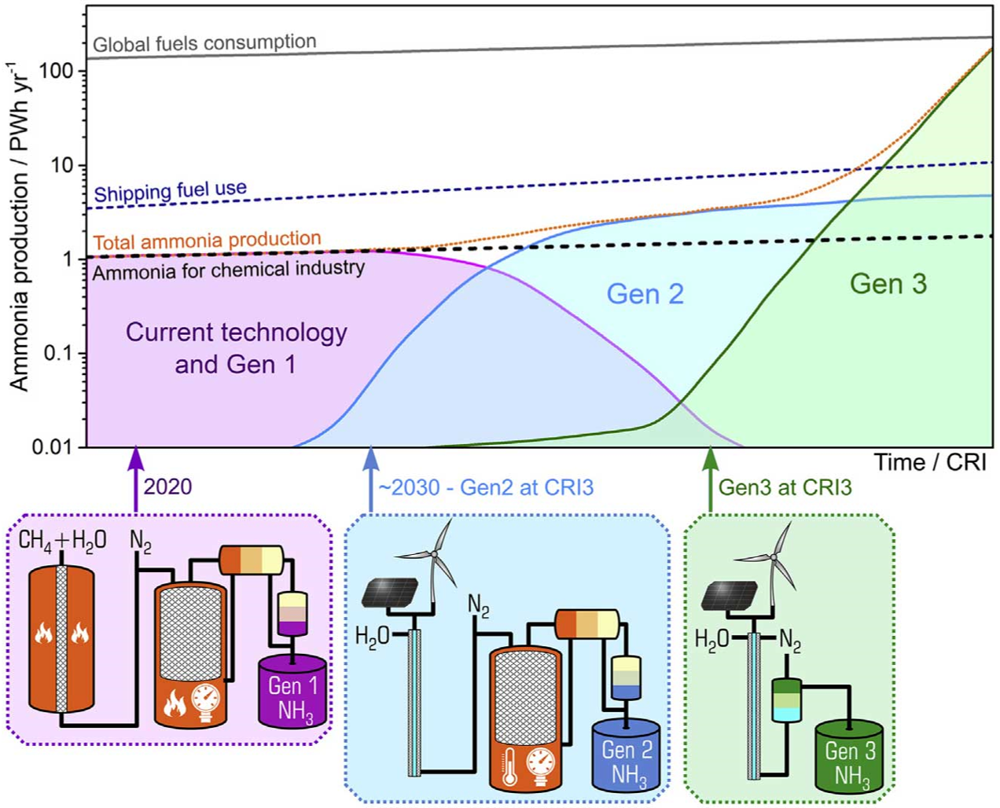 Ammonia production / PWh yr⁻¹
100
10
1
0.1
0.01
Global fuels consumption
Shipping fuel use
Total ammonia production
Ammonia for chemical industry
Current technology
and Gen 1
Gen 2
Gen 3
Time / CRI
2020
~2030 - Gen2 at CRI3
Gen3 at CRI3
CH₄+H₂O N₂
Gen 1
NH₃
H₂O
N₂
Gen 2
NH₃
H₂O N₂
Gen 3
NH₃